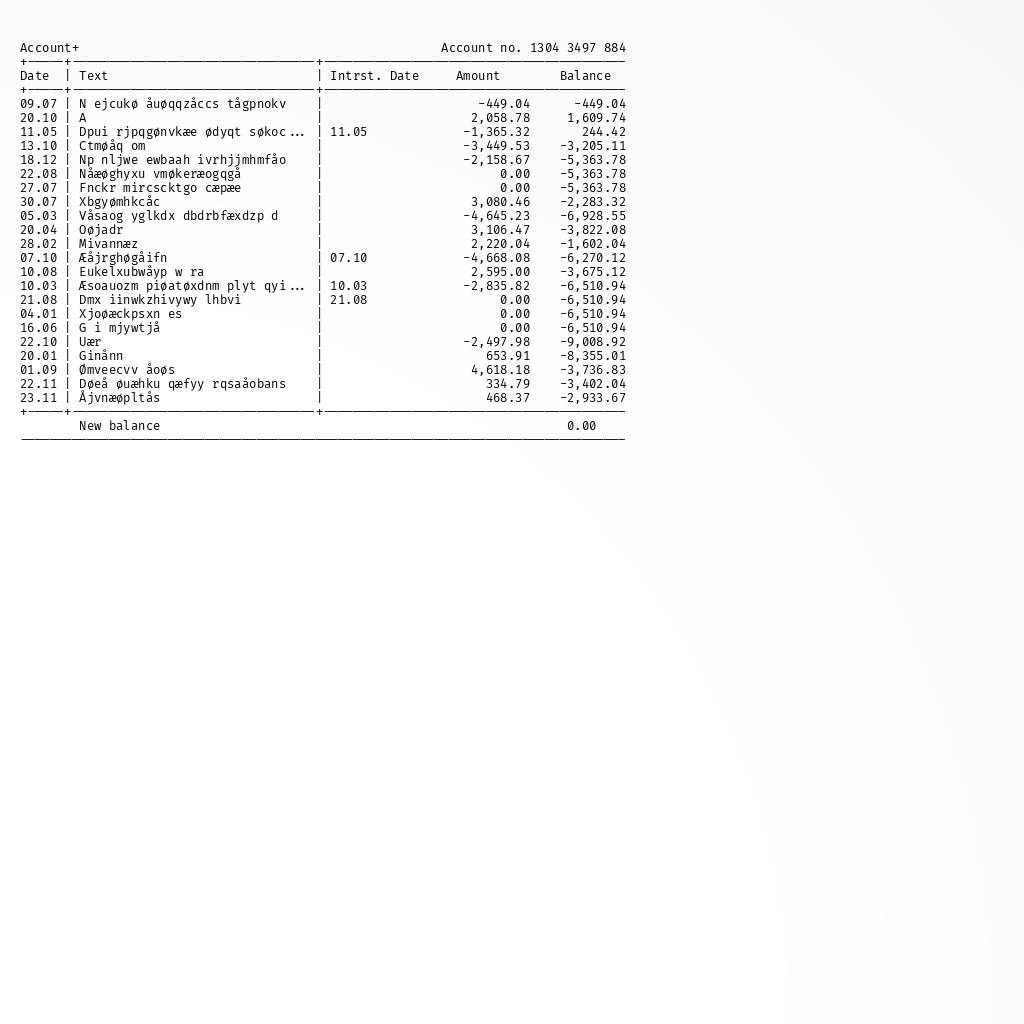 Account+ Account no. 1304 3497 884
Date | Text | Intrst. Date Amount Balance
09.07 | N ejcukø åuøqqzåccs tågpnokv | -449.04 -449.04
20.10 | A | 2,058.78 1,609.74
11.05 | Dpui rjpqgønvkæe ødyqt søkoc... | 11.05 -1,365.32 244.42
13.10 | Ctmøåq om | -3,449.53 -3,205.11
18.12 | Np nljwe ewbaah ivrhjjmhmfåo | -2,158.67 -5,363.78
22.08 | Nåæøghyxu vmøkeræogqgå | 0.00 -5,363.78
27.07 | Fnckr mircscktgo cæpæe | 0.00 -5,363.78
30.07 | Xbgyømhkcåc | 3,080.46 -2,283.32
05.03 | Våsaog yglkdx dbdrbfæxdzp d | -4,645.23 -6,928.55
20.04 | Oøjadr | 3,106.47 -3,822.08
28.02 | Mivannæz | 2,220.04 -1,602.04
07.10 | Æåjrghøgåifn | 07.10 -4,668.08 -6,270.12
10.08 | Eukelxubwåyp w ra | 2,595.00 -3,675.12
10.03 | Æsoauozm piøatøxdnm plyt qyi... | 10.03 -2,835.82 -6,510.94
21.08 | Dmx iinwkzhivywy lhbvi | 21.08 0.00 -6,510.94
04.01 | Xjoøæckpsxn es | 0.00 -6,510.94
16.06 | G i mjywtjå | 0.00 -6,510.94
22.10 | Uær | -2,497.98 -9,008.92
20.01 | Ginånn | 653.91 -8,355.01
01.09 | Ømveecvv åoøs | 4,618.18 -3,736.83
22.11 | Døeå øuæhku qæfyy rqsaåobans | 334.79 -3,402.04
23.11 | Åjvnæøpltås | 468.37 -2,933.67
New balance 0.00